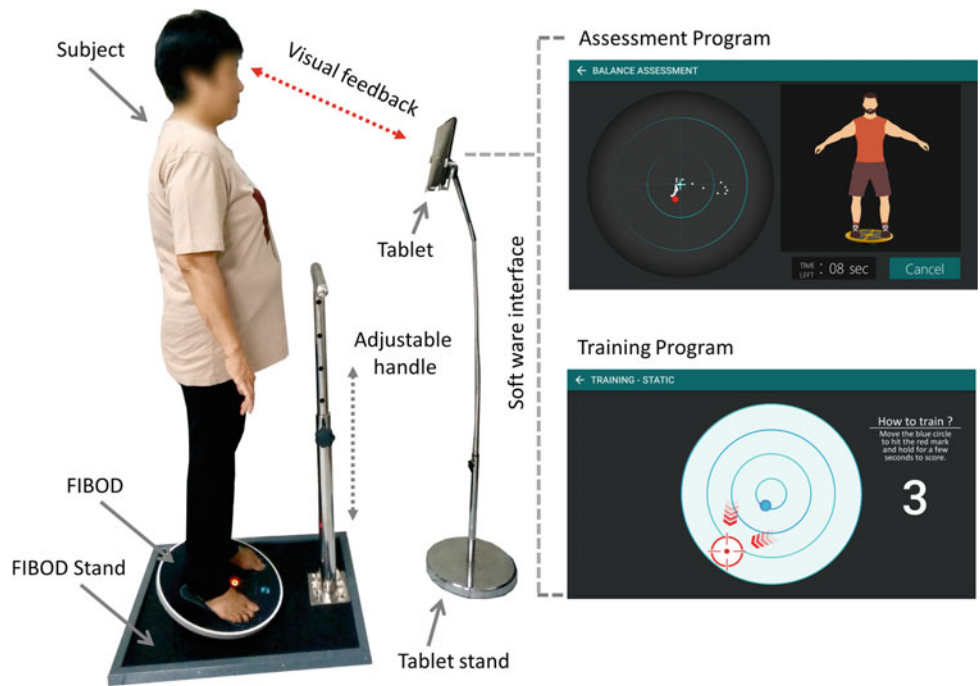 Subject
Visual feedback
Tablet
Adjustable
handle
FIBOD
FIBOD Stand
Tablet stand
Soft ware interface
Assessment Program
← BALANCE ASSESSMENT
TIME
LEFT : 08 sec
Cancel
Training Program
← TRAINING - STATIC
How to train ?
Move the blue circle
to hit the red mark
and hold for a few
seconds to score.
3